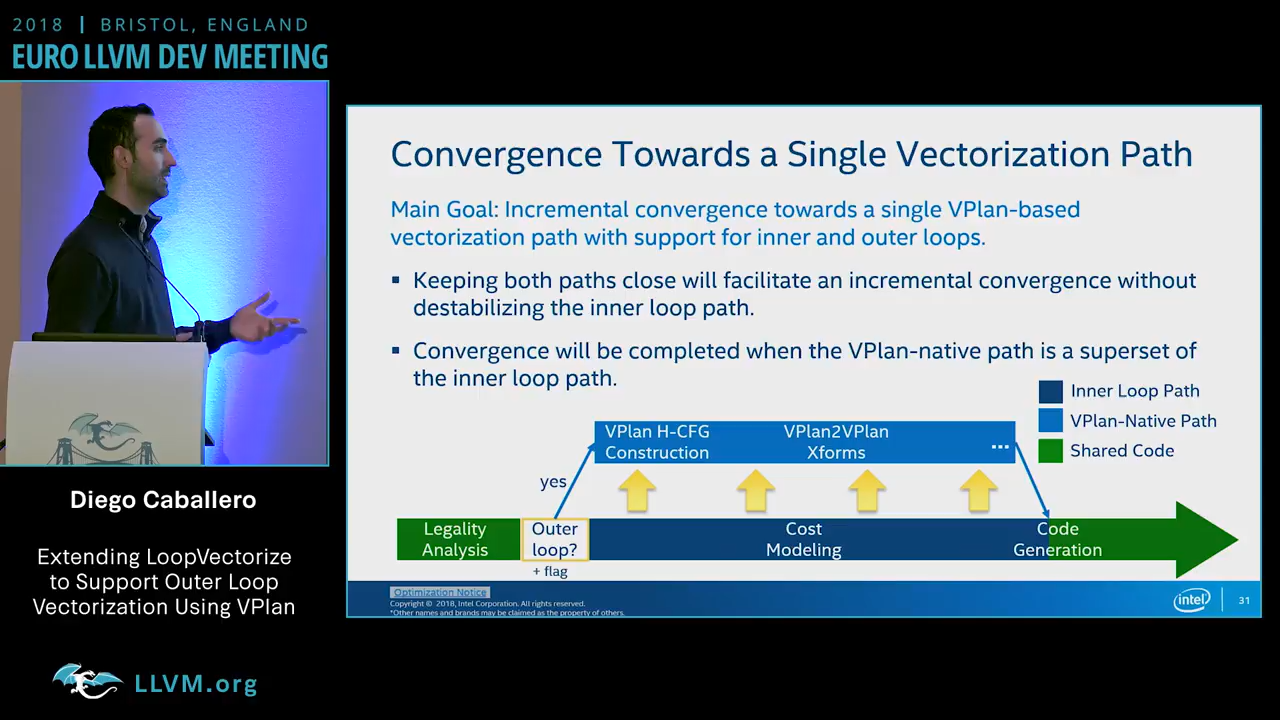 2018 | BRISTOL, ENGLAND
EURO LLVM DEV MEETING
Convergence Towards a Single Vectorization Path
Main Goal: Incremental convergence towards a single VPlan-based
vectorization path with support for inner and outer loops.
▪ Keeping both paths close will facilitate an incremental convergence without
destabilizing the inner loop path.
▪ Convergence will be completed when the VPlan-native path is a superset of
the inner loop path.
Inner Loop Path
VPlan-Native Path
Shared Code
VPlan H-CFG
Construction
VPlan2VPlan
Xforms
...
yes
Legality
Analysis
Outer
loop?
+ flag
Cost
Modeling
Code
Generation
Optimization Notice
Copyright © 2018, Intel Corporation. All rights reserved.
*Other names and brands may be claimed as the property of others.
intel
31
Diego Caballero
Extending LoopVectorize
to Support Outer Loop
Vectorization Using VPlan
LLVM.org